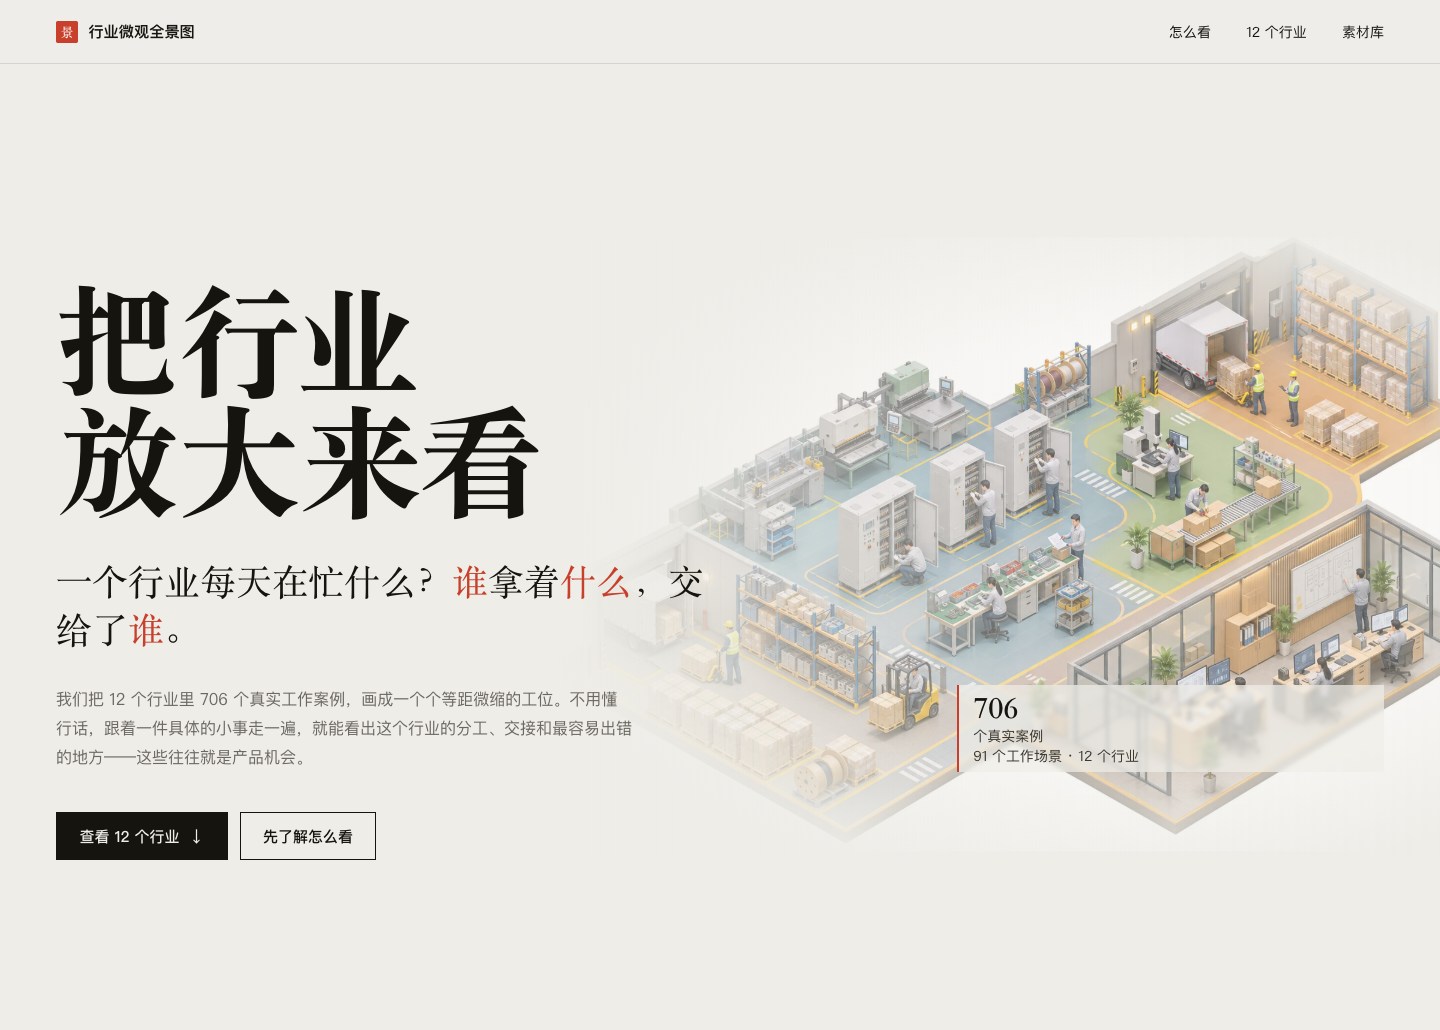 景 行业微观全景图
怎么看 12 个行业 素材库
把行业
放大来看
一个行业每天在忙什么？谁拿着什么，交
给了谁。
我们把 12 个行业里 706 个真实工作案例，画成一个个等距微缩的工位。不用懂
行话，跟着一件具体的小事走一遍，就能看出这个行业的分工、交接和最容易出错
的地方——这些往往就是产品机会。
查看 12 个行业 ↓
先了解怎么看
706
个真实案例
91 个工作场景 · 12 个行业